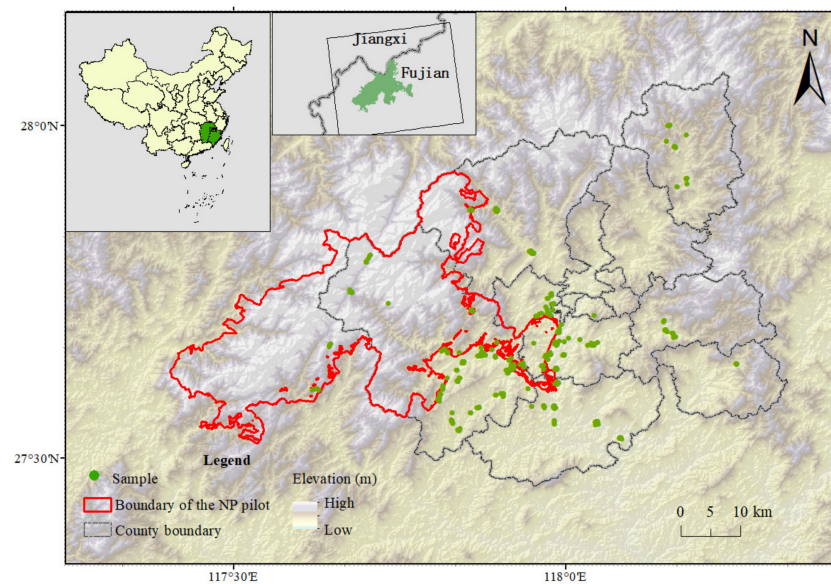 Jiangxi
Fujian
N
28°0'N
27°30'N
Legend
Sample
Boundary of the NP pilot
County boundary
Elevation (m)
High
Low
0 5 10 km
117°30'E
118°0'E